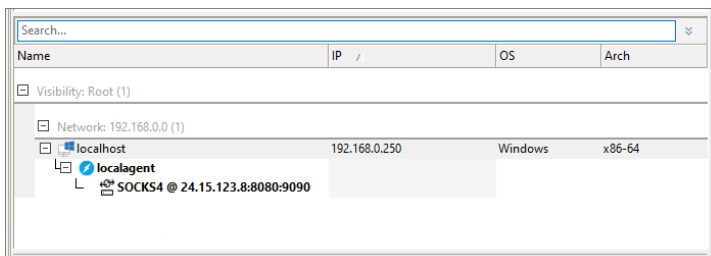 Search...
Name IP OS Arch
Visibility: Root (1)
Network: 192.168.0.0 (1)
localhost 192.168.0.250 Windows x86-64
localagent
SOCKS4 @ 24.15.123.8:8080:9090